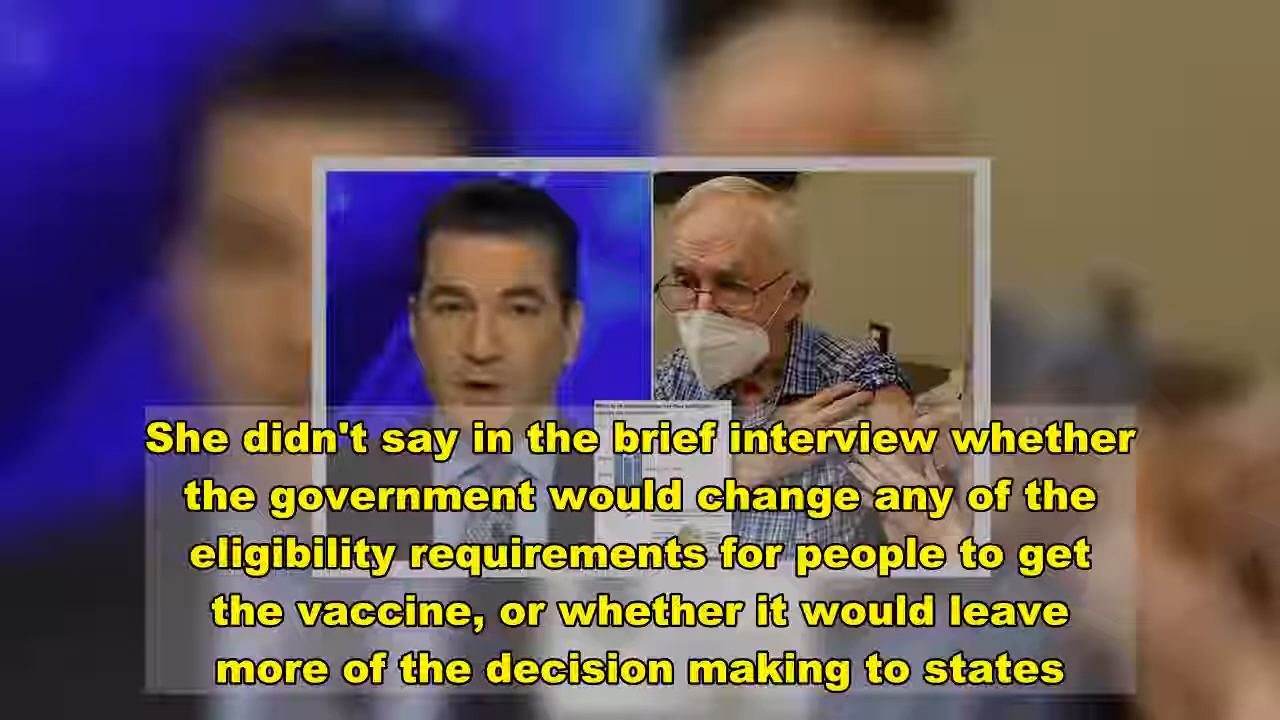 She didn't say in the brief interview whether
the government would change any of the
eligibility requirements for people to get
the vaccine, or whether it would leave
more of the decision making to states